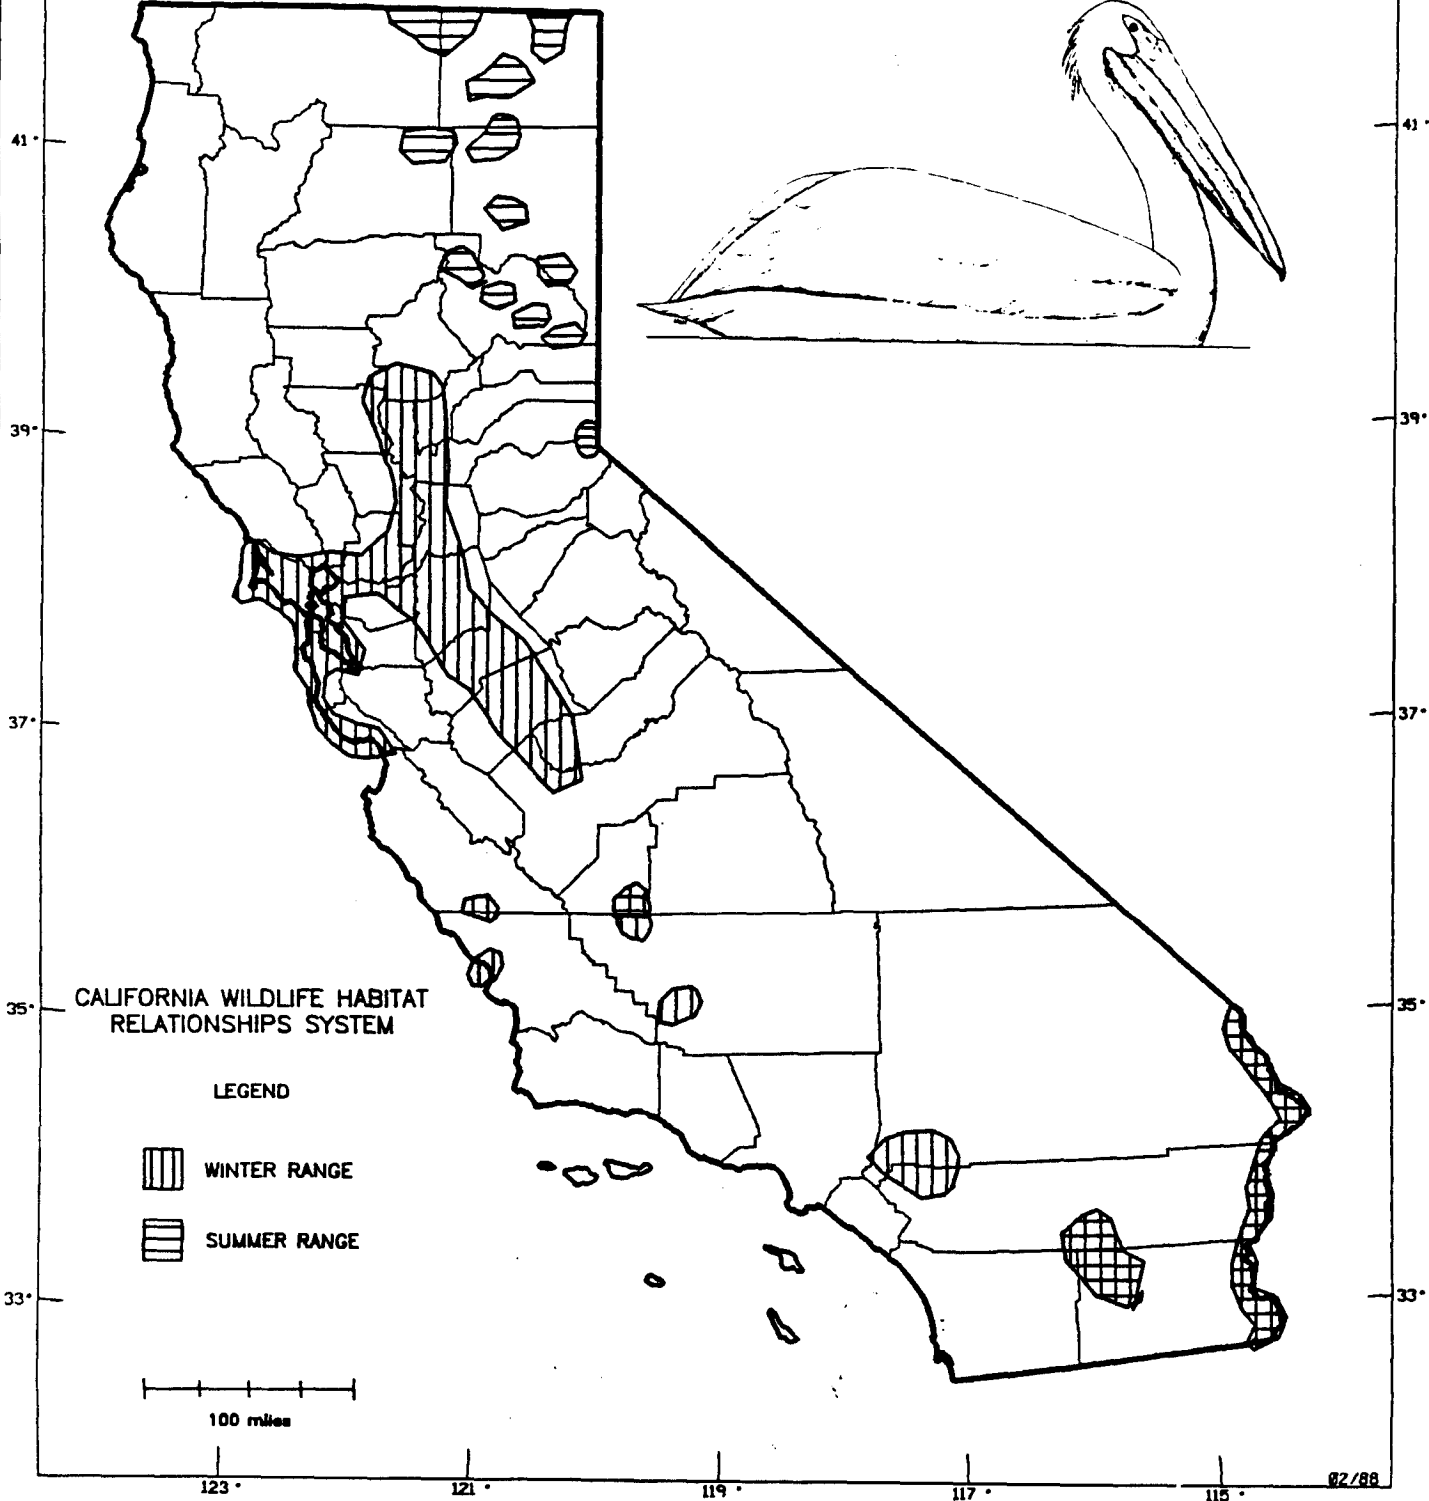 41°
41°
39°
39°
37°
37°
35°
35°
CALIFORNIA WILDLIFE HABITAT
RELATIONSHIPS SYSTEM
LEGEND
WINTER RANGE
SUMMER RANGE
33°
33°
100 miles
02/88
123°
121°
119°
117°
115°